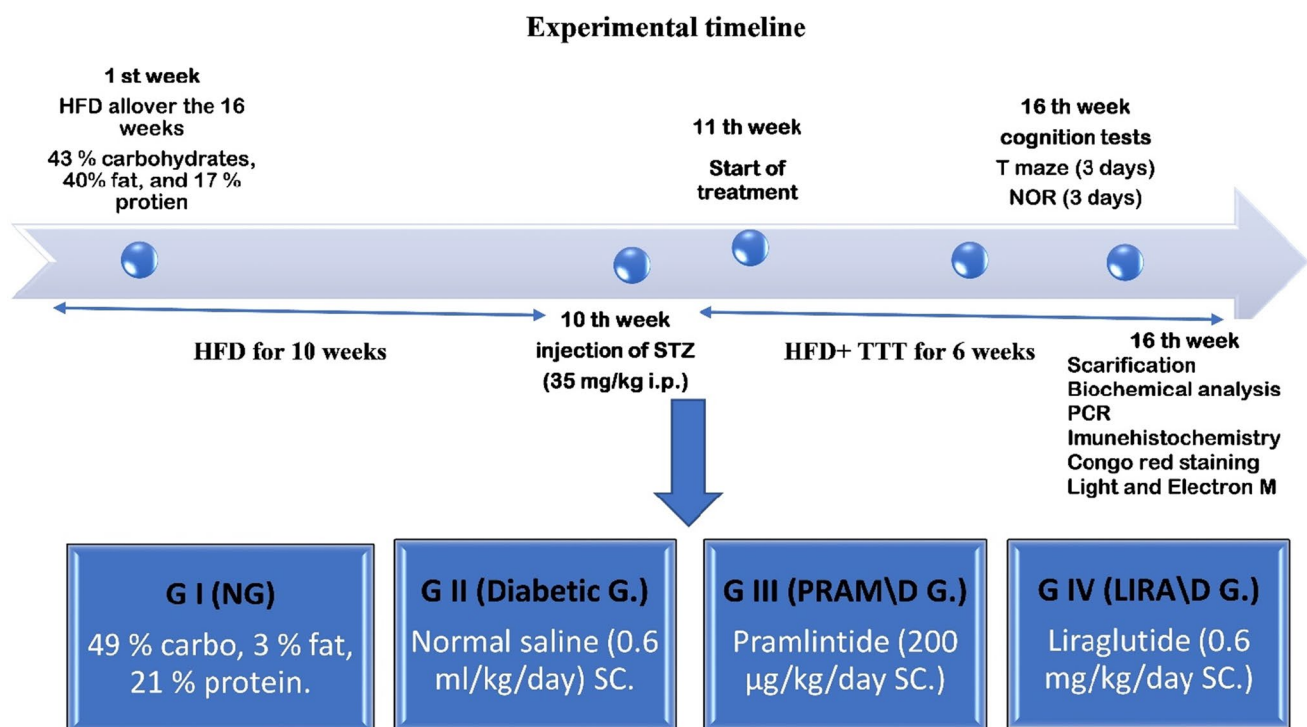 Experimental timeline
1 st week
HFD allover the 16
weeks
43 % carbohydrates,
40% fat, and 17 %
protien
11 th week
Start of
treatment
16 th week
cognition tests
T maze (3 days)
NOR (3 days)
HFD for 10 weeks
10 th week
injection of STZ
(35 mg/kg i.p.)
HFD+ TTT for 6 weeks
16 th week
Scarification
Biochemical analysis
PCR
Imunehistochemistry
Congo red staining
Light and Electron M
G I (NG)
49 % carbo, 3 % fat,
21 % protein.
G II (Diabetic G.)
Normal saline (0.6
ml/kg/day) SC.
G III (PRAM\D G.)
Pramlintide (200
µg/kg/day SC.)
G IV (LIRA\D G.)
Liraglutide (0.6
mg/kg/day SC.)